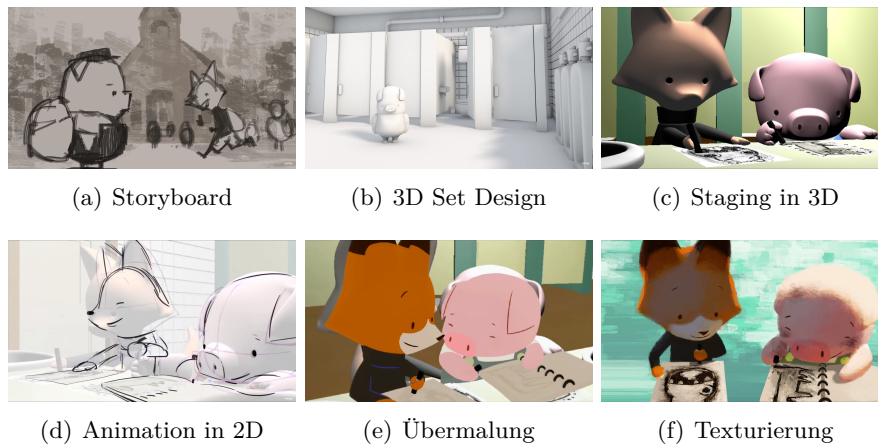 (a) Storyboard
(b) 3D Set Design
(c) Staging in 3D
(d) Animation in 2D
(e) Übermalung
(f) Texturierung